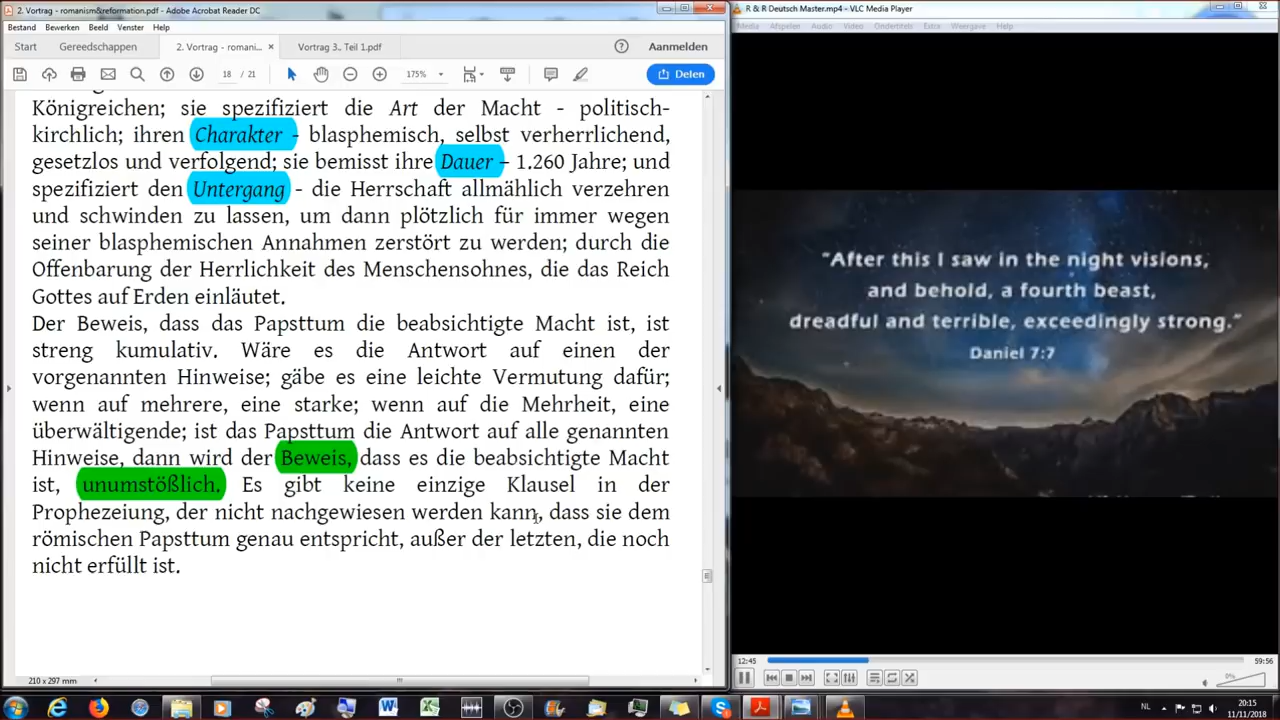 2. Vortrag - romanism&reformation.pdf - Adobe Acrobat Reader DC
Bestand Bewerken Beeld Venster Help
Start Gereedschappen 2. Vortrag - romani... × Vortrag 3.. Teil 1.pdf Aanmelden
18 / 21 175% Delen
Königreichen; sie spezifiziert die Art der Macht - politisch-
kirchlich; ihren Charakter - blasphemisch, selbst verherrlichend,
gesetzlos und verfolgend; sie bemisst ihre Dauer – 1.260 Jahre; und
spezifiziert den Untergang - die Herrschaft allmählich verzehren
und schwinden zu lassen, um dann plötzlich für immer wegen
seiner blasphemischen Annahmen zerstört zu werden; durch die
Offenbarung der Herrlichkeit des Menschensohnes, die das Reich
Gottes auf Erden einläutet.
Der Beweis, dass das Papsttum die beabsichtigte Macht ist, ist
streng kumulativ. Wäre es die Antwort auf einen der
vorgenannten Hinweise; gäbe es eine leichte Vermutung dafür;
wenn auf mehrere, eine starke; wenn auf die Mehrheit, eine
überwältigende; ist das Papsttum die Antwort auf alle genannten
Hinweise, dann wird der Beweis, dass es die beabsichtigte Macht
ist, unumstößlich. Es gibt keine einzige Klausel in der
Prophezeiung, der nicht nachgewiesen werden kann, dass sie dem
römischen Papsttum genau entspricht, außer der letzten, die noch
nicht erfüllt ist.
210 x 297 mm
R & R Deutsch Master.mp4 - VLC Media Player
Media Afspelen Audio Video Ondertitels Extra Weergave Help
"After this I saw in the night visions,
and behold, a fourth beast,
dreadful and terrible, exceedingly strong."
Daniel 7:7
12:45 59:56
0%
NL 20:15
11/11/2018